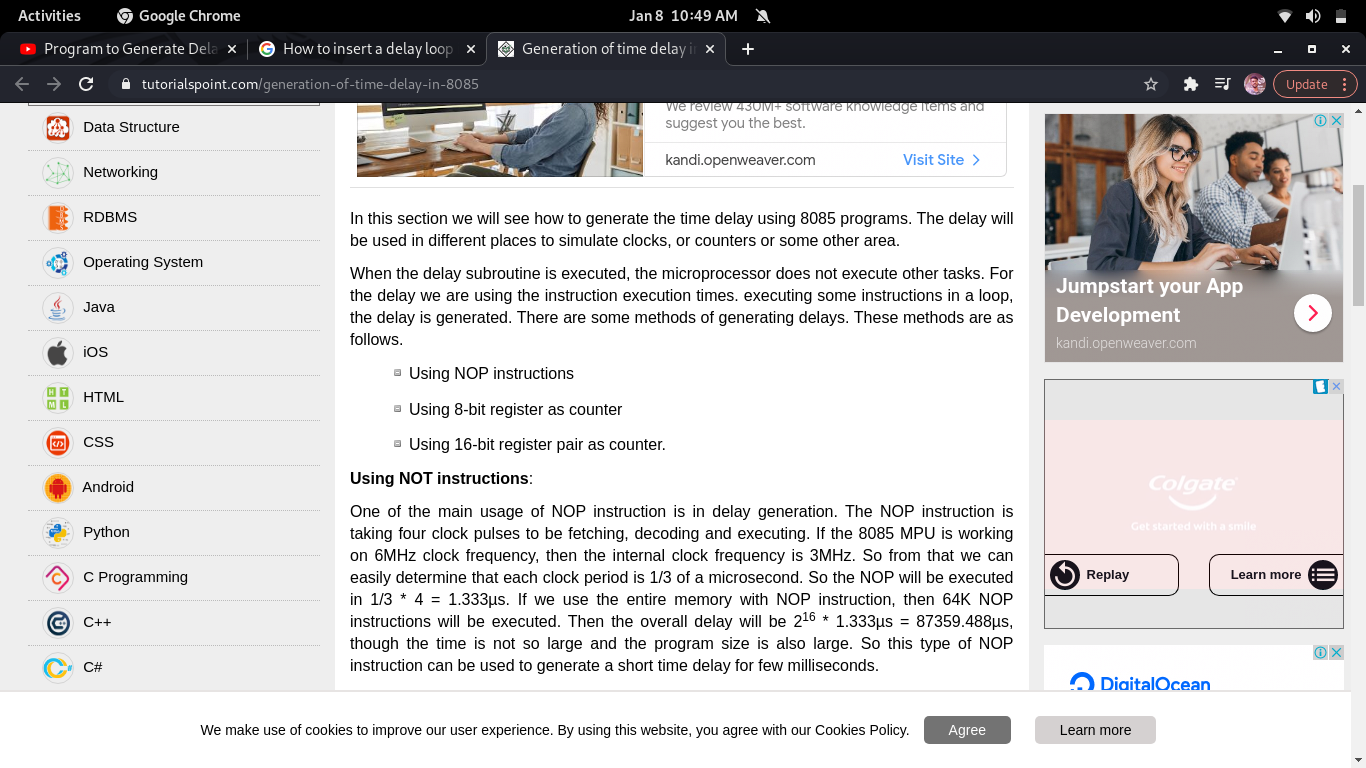 Activities
Google Chrome
Jan 8 10:49 AM
Program to Generate Dela
How to insert a delay loop
Generation of time delay i
tutorialspoint.com/generation-of-time-delay-in-8085
Update
Data Structure
Networking
RDBMS
Operating System
Java
iOS
HTML
CSS
Android
Python
C Programming
C++
C#
We review 430M+ software knowledge items and
suggest you the best.
kandi.openweaver.com
Visit Site
In this section we will see how to generate the time delay using 8085 programs. The delay will
be used in different places to simulate clocks, or counters or some other area.
When the delay subroutine is executed, the microprocessor does not execute other tasks. For
the delay we are using the instruction execution times. executing some instructions in a loop,
the delay is generated. There are some methods of generating delays. These methods are as
follows.
Using NOP instructions
Using 8-bit register as counter
Using 16-bit register pair as counter.
Using NOT instructions:
One of the main usage of NOP instruction is in delay generation. The NOP instruction is
taking four clock pulses to be fetching, decoding and executing. If the 8085 MPU is working
on 6MHz clock frequency, then the internal clock frequency is 3MHz. So from that we can
easily determine that each clock period is 1/3 of a microsecond. So the NOP will be executed
in 1/3 * 4 = 1.333µs. If we use the entire memory with NOP instruction, then 64K NOP
instructions will be executed. Then the overall delay will be 2¹⁶ * 1.333µs = 87359.488µs,
though the time is not so large and the program size is also large. So this type of NOP
instruction can be used to generate a short time delay for few milliseconds.
Jumpstart your App
Development
kandi.openweaver.com
Colgate
Get started with a smile
Replay
Learn more
DigitalOcean
We make use of cookies to improve our user experience. By using this website, you agree with our Cookies Policy.
Agree
Learn more